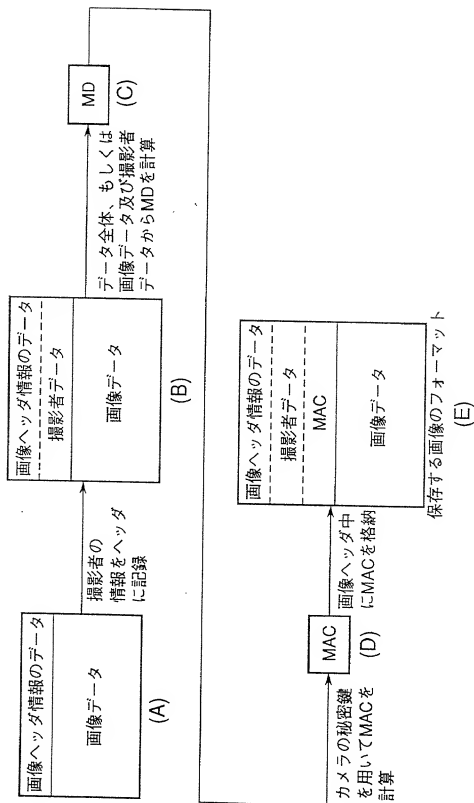 画像ヘッダ情報のデータ
画像データ
(A)
撮影者の
情報をヘッダ
に記録
画像ヘッダ情報のデータ
撮影者データ
画像データ
(B)
データ全体、もしくは
画像データ及び撮影者
データからMDを計算
MD
(C)
カメラの秘密鍵
を用いてMACを
計算
MAC
(D)
画像ヘッダ中
にMACを格納
画像ヘッダ情報のデータ
撮影者データ
MAC
画像データ
保存する画像のフォーマット
(E)